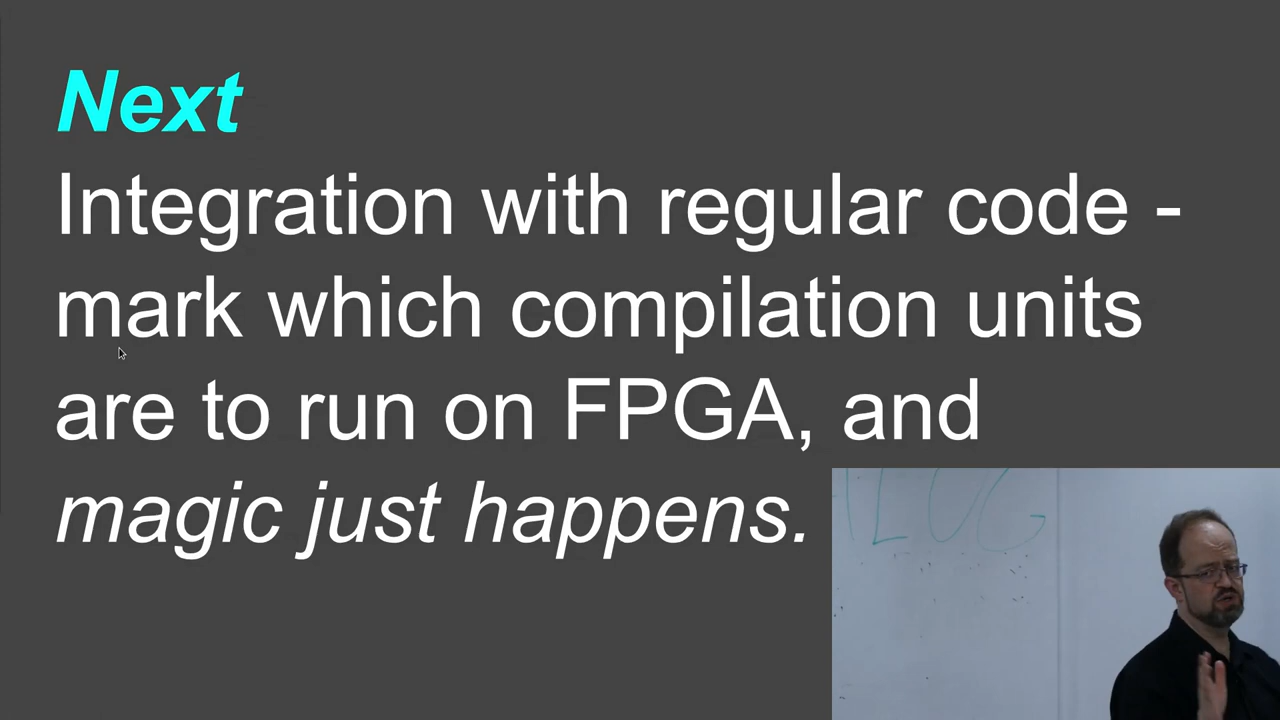 Next
Integration with regular code -
mark which compilation units
are to run on FPGA, and
magic just happens.